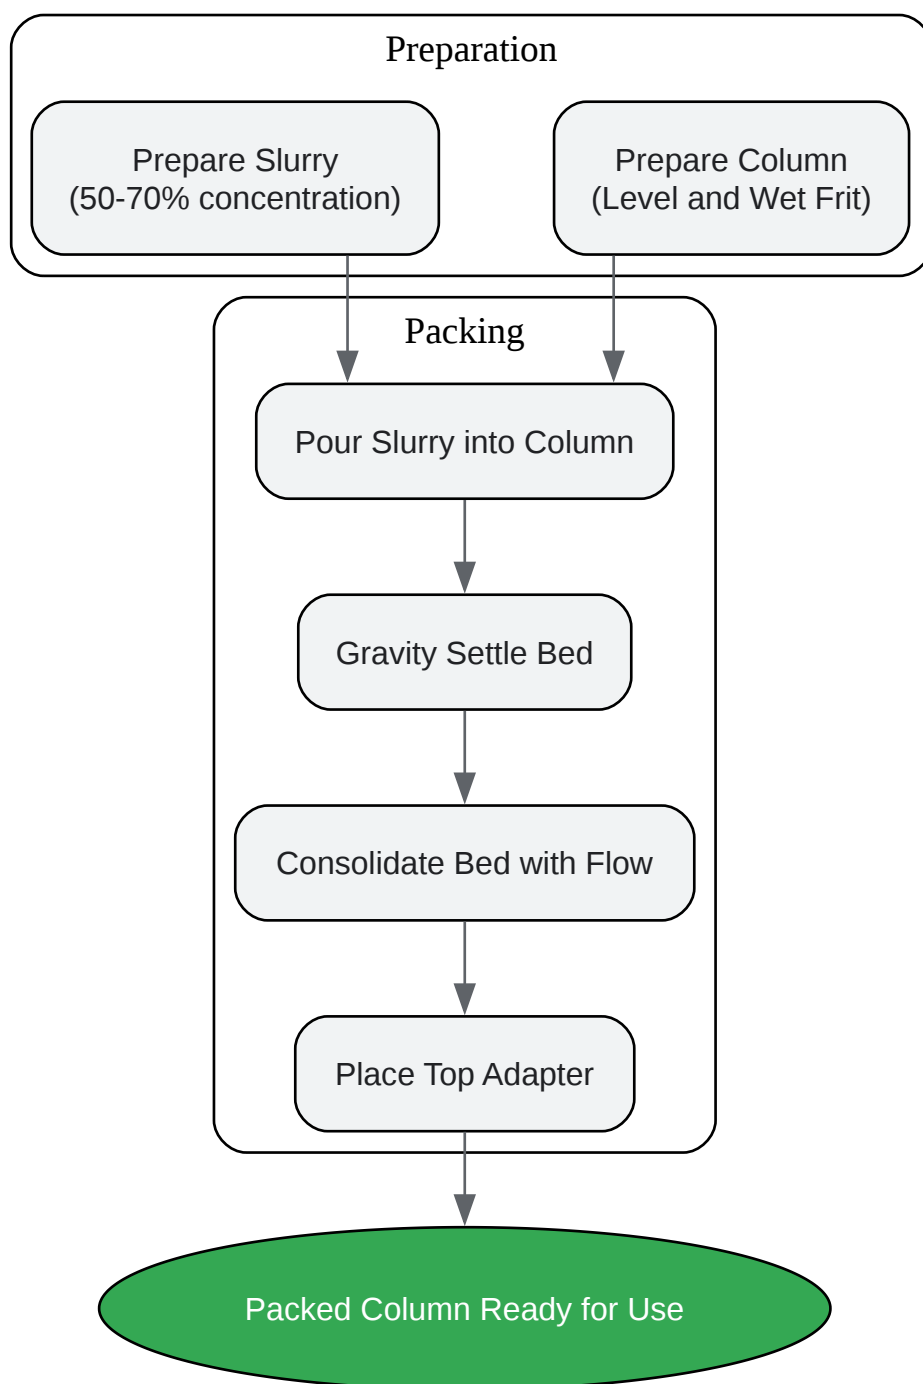 Preparation
Prepare Slurry
(50-70% concentration)
Prepare Column
(Level and Wet Frit)
Packing
Pour Slurry into Column
Gravity Settle Bed
Consolidate Bed with Flow
Place Top Adapter
Packed Column Ready for Use